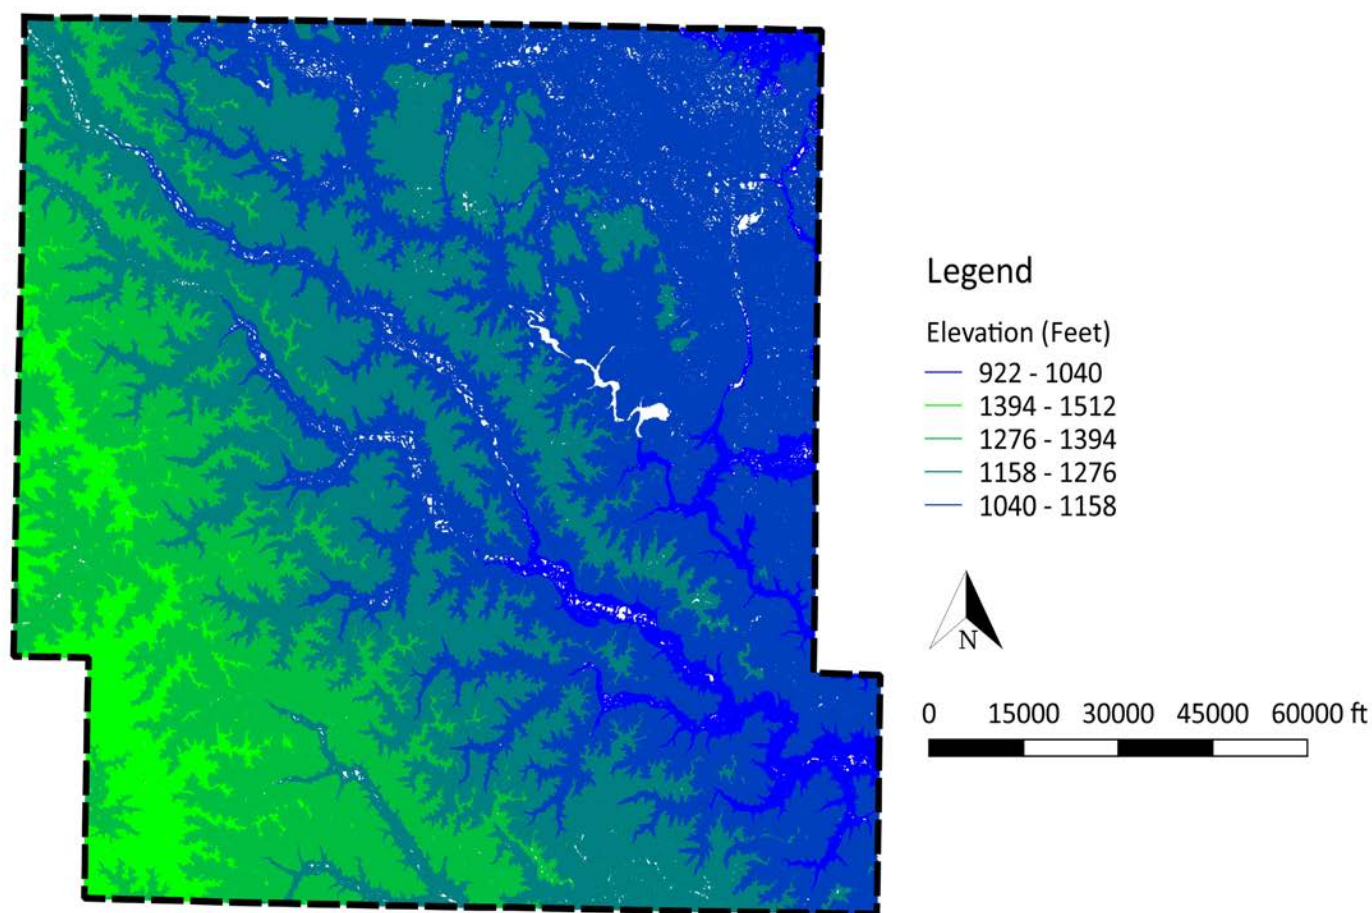 Legend
Elevation (Feet)
922 - 1040
1394 - 1512
1276 - 1394
1158 - 1276
1040 - 1158
N
0 15000 30000 45000 60000 ft